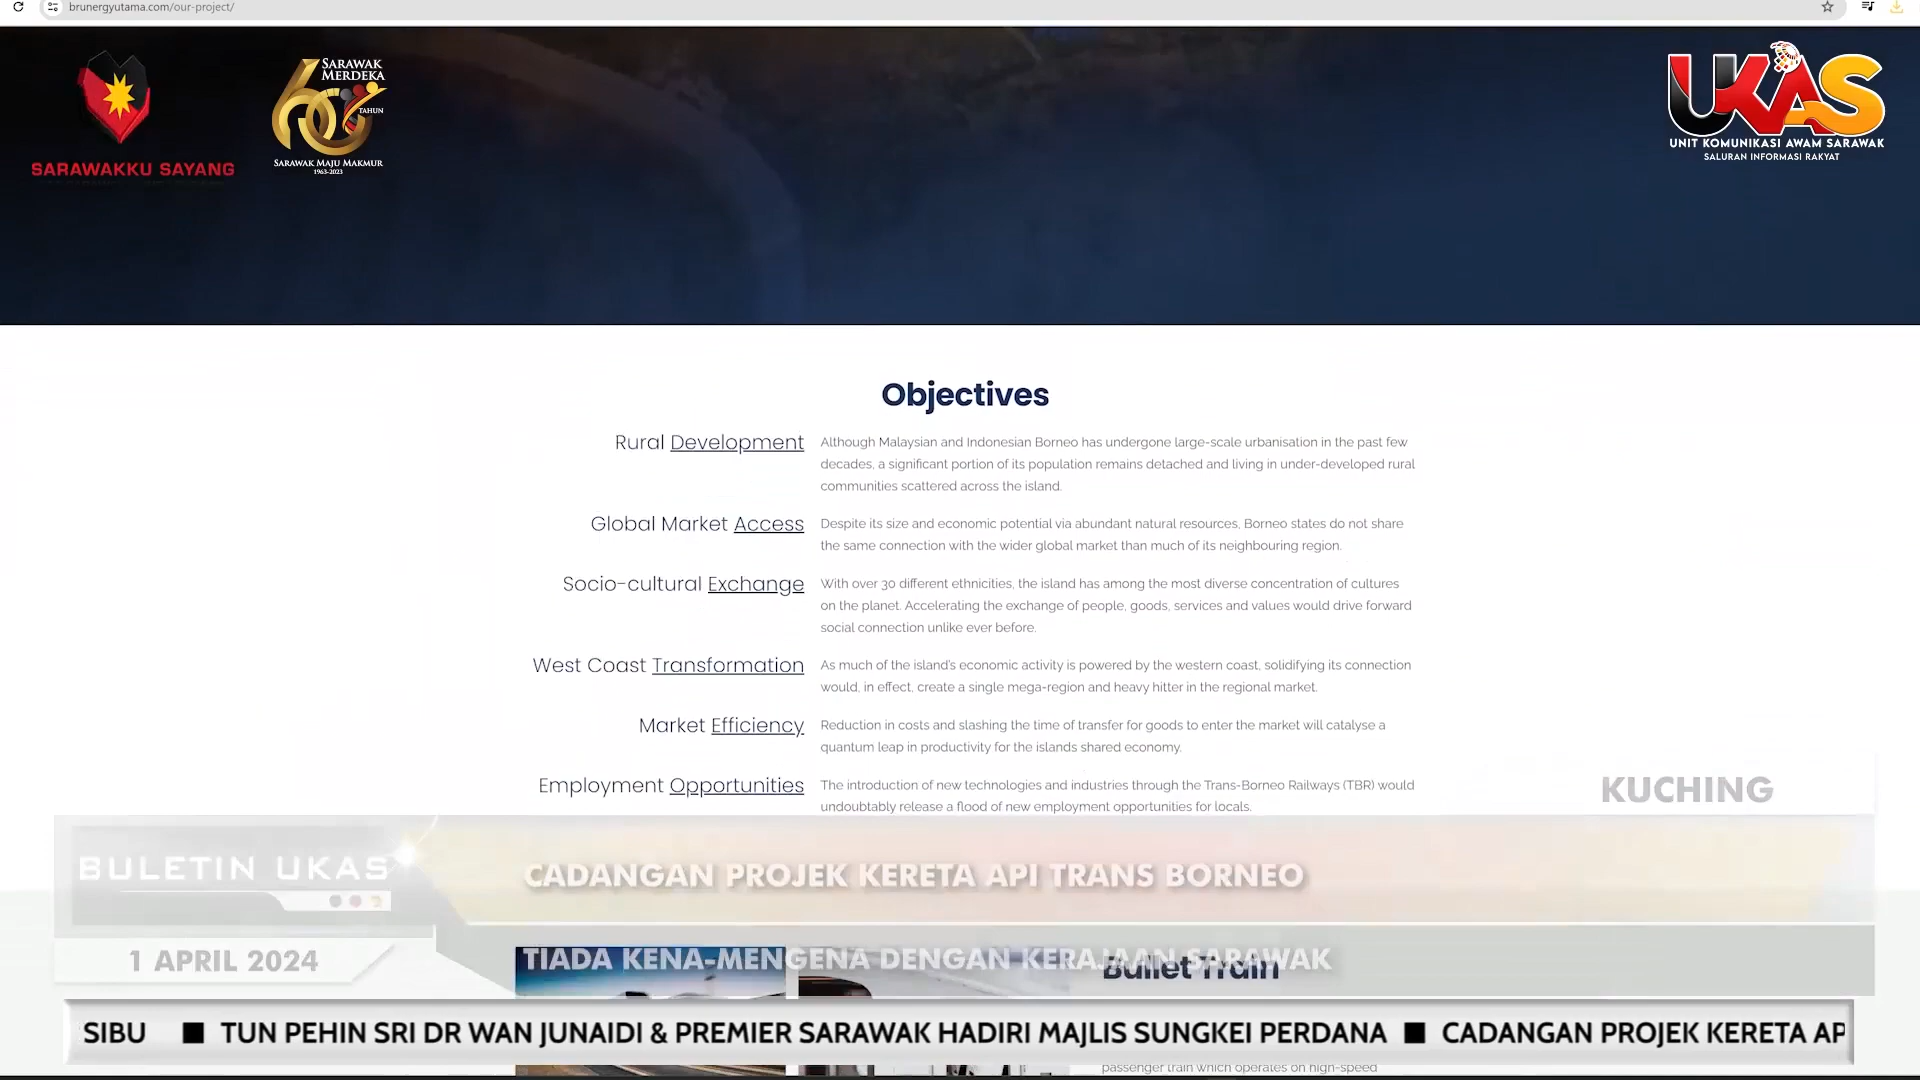 brunergyutama.com/our-project/
SARAWAK
MERDEKA
60
TAHUN
SARAWAKKU SAYANG
SARAWAK MAJU MAKMUR
1963-2023
UKAS
UNIT KOMUNIKASI AWAM SARAWAK
SALURAN INFORMASI RAKYAT
Objectives
Rural Development
Although Malaysian and Indonesian Borneo has undergone large-scale urbanisation in the past few
decades, a significant portion of its population remains detached and living in under-developed rural
communities scattered across the island.
Global Market Access
Despite its size and economic potential via abundant natural resources, Borneo states do not share
the same connection with the wider global market than much of its neighbouring region.
Socio-cultural Exchange
With over 30 different ethnicities, the island has among the most diverse concentration of cultures
on the planet. Accelerating the exchange of people, goods, services and values would drive forward
social connection unlike ever before.
West Coast Transformation
As much of the island's economic activity is powered by the western coast, solidifying its connection
would, in effect, create a single mega-region and heavy hitter in the regional market.
Market Efficiency
Reduction in costs and slashing the time of transfer for goods to enter the market will catalyse a
quantum leap in productivity for the islands shared economy.
Employment Opportunities
The introduction of new technologies and industries through the Trans-Borneo Railways (TBR) would
undoubtably release a flood of new employment opportunities for locals.
KUCHING
BULETIN UKAS
CADANGAN PROJEK KERETA API TRANS BORNEO
1 APRIL 2024
TIADA KENA-MENGENA DENGAN KERAJAAN SARAWAK
Bullet Train
SIBU ■ TUN PEHIN SRI DR WAN JUNAIDI & PREMIER SARAWAK HADIRI MAJLIS SUNGKEI PERDANA ■ CADANGAN PROJEK KERETA AP
passenger train which operates on high-speed